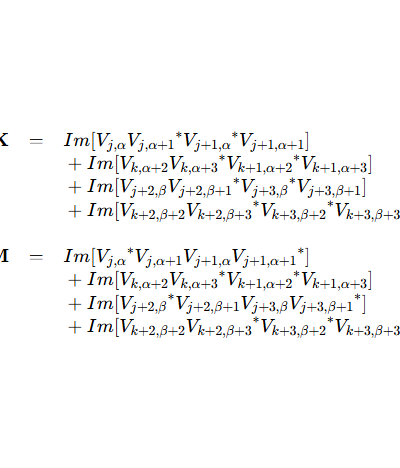 K = Im[V_{j,α}V_{j,α+1}^*V_{j+1,α}^*V_{j+1,α+1}]
+ Im[V_{k,α+2}V_{k,α+3}^*V_{k+1,α+2}^*V_{k+1,α+3}]
+ Im[V_{j+2,β}V_{j+2,β+1}^*V_{j+3,β}^*V_{j+3,β+1}]
+ Im[V_{k+2,β+2}V_{k+2,β+3}^*V_{k+3,β+2}^*V_{k+3,β+3}
M = Im[V_{j,α}^*V_{j,α+1}V_{j+1,α}V_{j+1,α+1}^*]
+ Im[V_{k,α+2}V_{k,α+3}^*V_{k+1,α+2}^*V_{k+1,α+3}]
+ Im[V_{j+2,β}^*V_{j+2,β+1}V_{j+3,β}V_{j+3,β+1}^*]
+ Im[V_{k+2,β+2}V_{k+2,β+3}^*V_{k+3,β+2}^*V_{k+3,β+3}